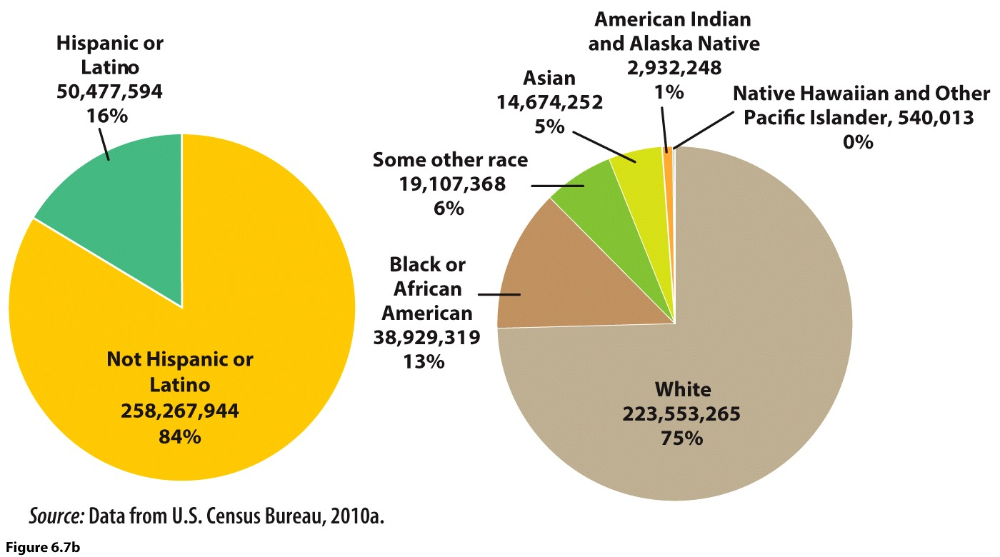 Hispanic or
Latino
50,477,594
16%
Not Hispanic or
Latino
258,267,944
84%
American Indian
and Alaska Native
2,932,248
1%
Asian
14,674,252
5%
Native Hawaiian and Other
Pacific Islander, 540,013
0%
Some other race
19,107,368
6%
Black or
African
American
38,929,319
13%
White
223,553,265
75%
Source: Data from U.S. Census Bureau, 2010a.
Figure 6.7b